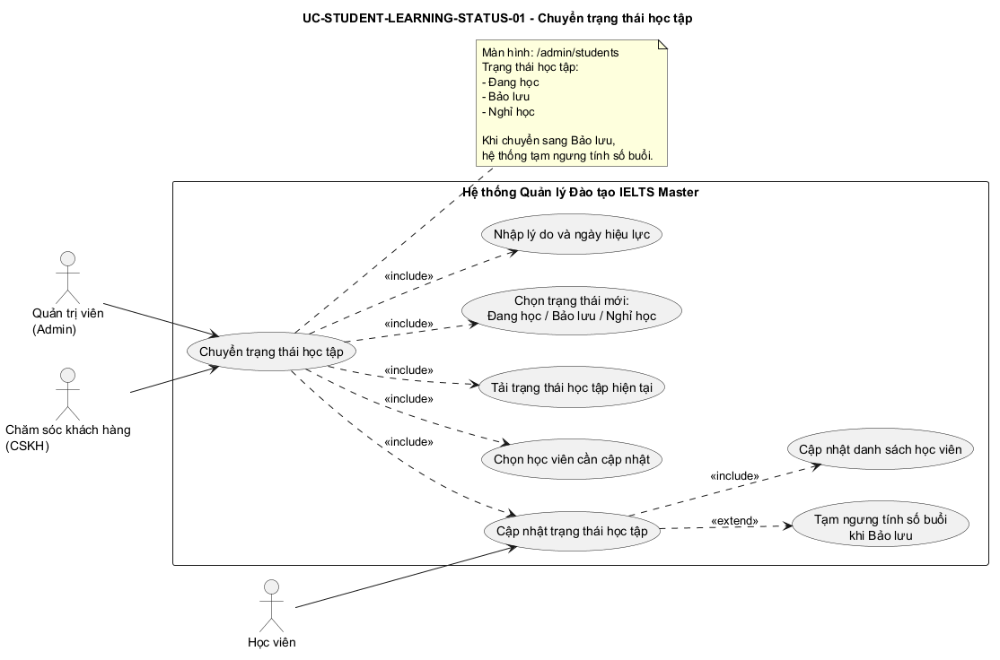 UC-STUDENT-LEARNING-STATUS-01 - Chuyển trạng thái học tập
Màn hình: /admin/students
Trạng thái học tập:
- Đang học
- Bảo lưu
- Nghỉ học
Khi chuyển sang Bảo lưu,
hệ thống tạm ngưng tính số buổi.
Hệ thống Quản lý Đào tạo IELTS Master
Nhập lý do và ngày hiệu lực
«include»
Chọn trạng thái mới:
Đang học / Bảo lưu / Nghỉ học
«include»
Quản trị viên
(Admin)
Chuyển trạng thái học tập
«include»
Tải trạng thái học tập hiện tại
«include»
Chăm sóc khách hàng
(CSKH)
«include»
Chọn học viên cần cập nhật
Cập nhật danh sách học viên
«include»
«extend»
Tạm ngưng tính số buổi
khi Bảo lưu
Cập nhật trạng thái học tập
Học viên